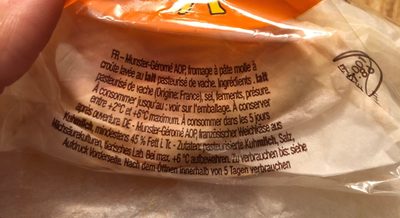 FR – Munster-Géromé AOP, fromage à pâte molle à
croûte lavée au lait pasteurisé de vache. Ingrédients : lait
pasteurisé de vache (Origine: France), sel, ferments, présure.
À consommer jusqu'au : voir sur l'emballage. À conserver
entre +2°C et +6°C maximum. À consommer dans les 5 jours
après ouverture. DE - Munster-Géromé AOP, französischer Weichkäse aus
Kuhmilch, mindestens 45 % Fett i. Tr. - Zutaten: pasteurisierte Kuhmilch, Salz,
Milchsäurekulturen, tierisches Lab. Bei max. +6 °C aufbewahren. Zu verbrauchen bis: siehe
Aufdruck Vorderseite. Nach dem Öffnen innerhalb von 5 Tagen verbrauchen